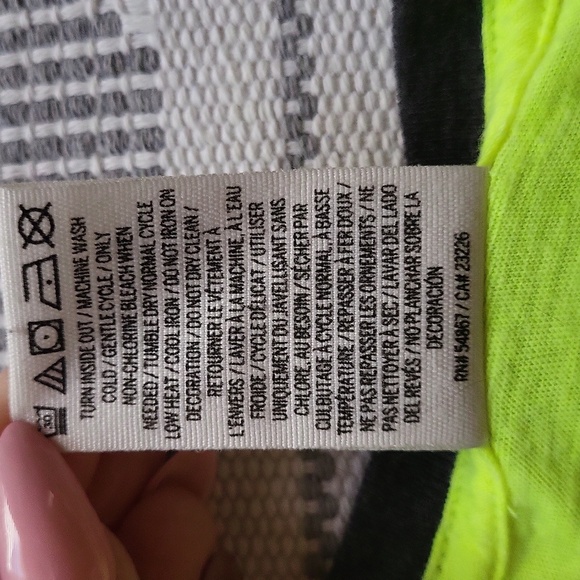 30
TURN INSIDE OUT / MACHINE WASH
COLD / GENTLE CYCLE / ONLY
NON-CHLORINE BLEACH WHEN
NEEDED / TUMBLE DRY NORMAL CYCLE
LOW HEAT / COOL IRON / DO NOT IRON ON
DECORATION / DO NOT DRY CLEAN /
RETOURNER LE VÊTEMENT À
L'ENVERS / LAVER À LA MACHINE, À L'EAU
FROIDE / CYCLE DÉLICAT / UTILISER
UNIQUEMENT DU JAVELLISANT SANS
CHLORE AU BESOIN / SÉCHER PAR
CULBUTAGE À CYCLE NORMAL, À BASSE
TEMPÉRATURE / REPASSER À FER DOUX /
NE PAS REPASSER LES ORNEMENTS / NE
PAS NETTOYER À SEC / LAVAR DEL LADO
DEL REVÉS / NO PLANCHAR SOBRE LA
DECORACIÓN
RN# 54867 / CA# 23226